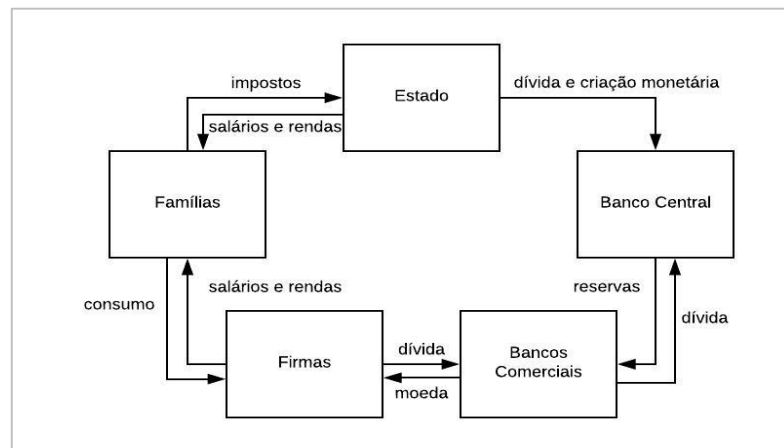 Estado
impostos
dívida e criação monetária
salários e rendas
Famílias
Banco Central
salários e rendas
reservas
consumo
dívida
Firmas
dívida
moeda
Bancos
Comerciais